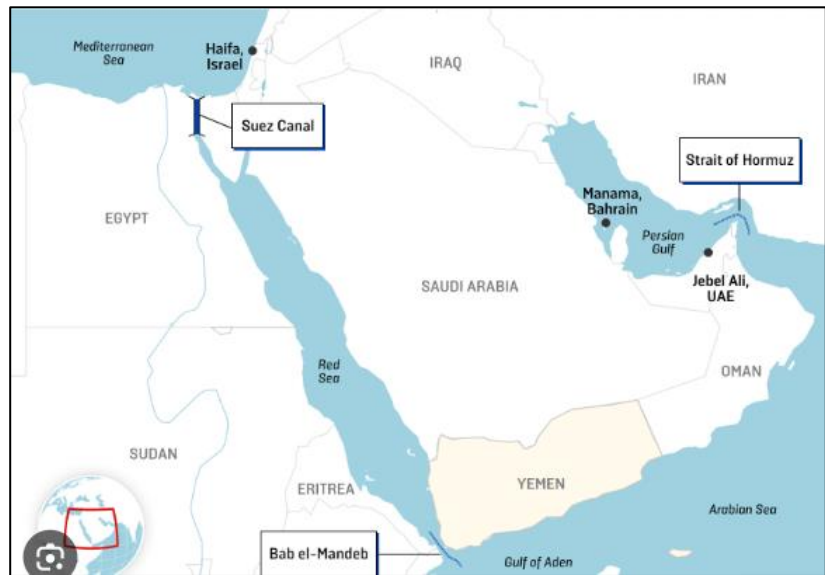 Mediterranean
Sea
Haifa,
Israel
IRAQ
IRAN
Suez Canal
Strait of Hormuz
Manama,
Bahrain
EGYPT
Persian
Gulf
Jebel Ali,
UAE
SAUDI ARABIA
Red
Sea
OMAN
SUDAN
ERITREA
YEMEN
Arabian Sea
Bab el-Mandeb
Gulf of Aden